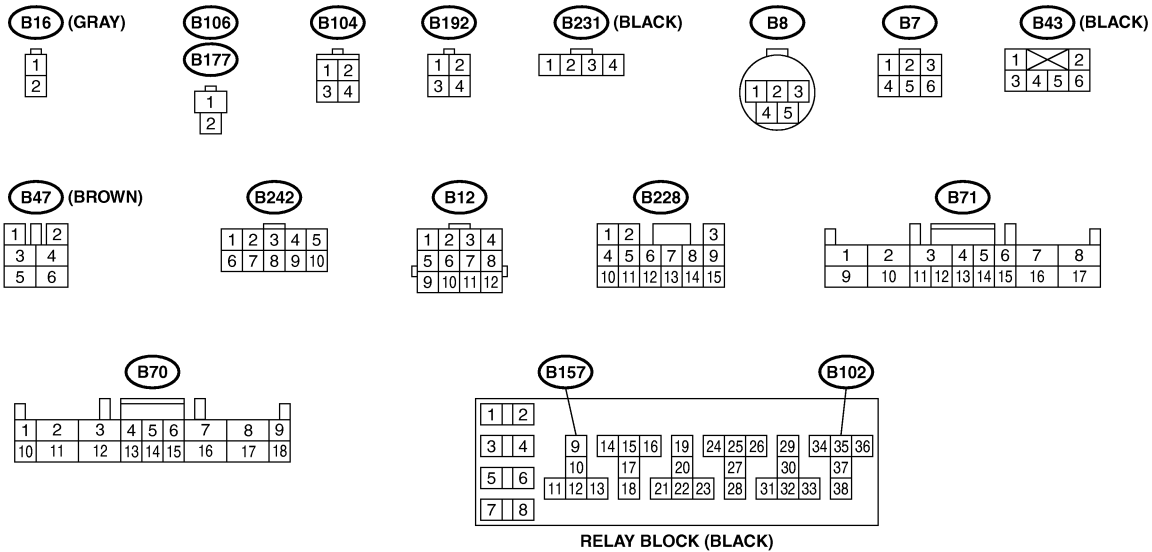 B16 (GRAY) B106 B104 B192 B231 (BLACK) B8 B7 B43 (BLACK)
B177
1
2
1
2
1 2
3 4
1 2
3 4
1 2 3 4
1 2 3
4 5
1 2 3
4 5 6
1 2
3 4 5 6
B47 (BROWN) B242 B12 B228 B71
1 2
3 4
5 6
1 2 3 4 5
6 7 8 9 10
1 2 3 4
5 6 7 8
9 10 11 12
1 2 3
4 5 6 7 8 9
10 11 12 13 14 15
1 2 3 4 5 6 7 8
9 10 11 12 13 14 15 16 17
B70 B157 B102
1 2 3 4 5 6 7 8 9
10 11 12 13 14 15 16 17 18
1 2
3 4
5 6
7 8
9 14 15 16 19 24 25 26 29 34 35 36
10 17 20 27 30 37
11 12 13 18 21 22 23 28 31 32 33 38
RELAY BLOCK (BLACK)